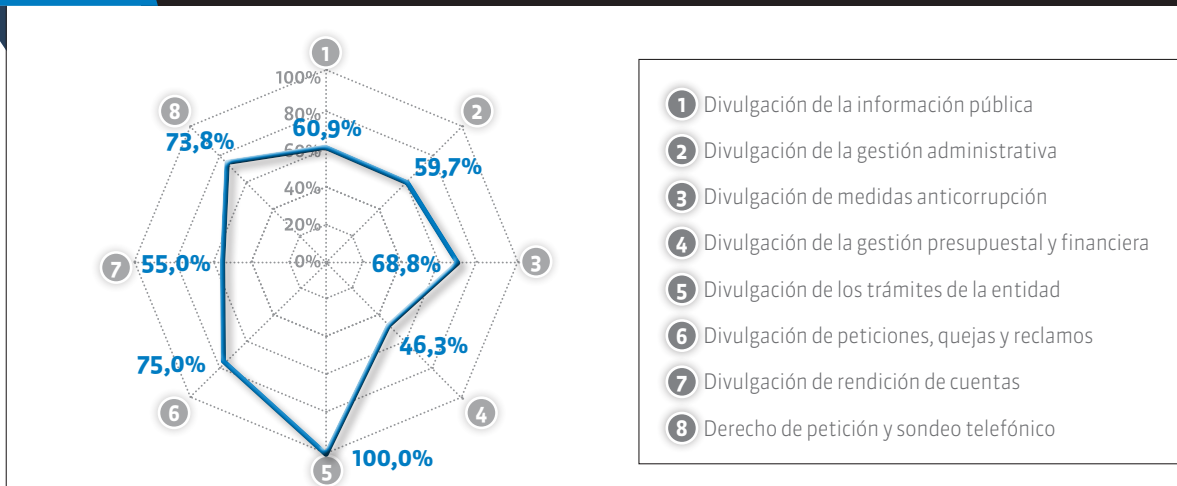 1
100%
8
2
80%
73,8%
60,9%
60%
59,7%
40%
20%
7
55,0%
0%
68,8%
3
46,3%
75,0%
6
4
100,0%
5
1 Divulgación de la información pública
2 Divulgación de la gestión administrativa
3 Divulgación de medidas anticorrupción
4 Divulgación de la gestión presupuestal y financiera
5 Divulgación de los trámites de la entidad
6 Divulgación de peticiones, quejas y reclamos
7 Divulgación de rendición de cuentas
8 Derecho de petición y sondeo telefónico